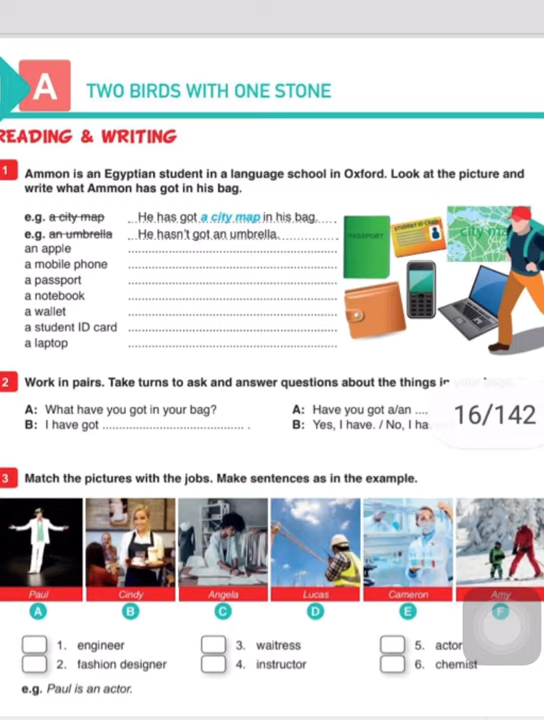 A TWO BIRDS WITH ONE STONE
READING & WRITING
1 Ammon is an Egyptian student in a language school in Oxford. Look at the picture and
write what Ammon has got in his bag.
e.g. a city map He has got a city map in his bag.
e.g. an umbrella He hasn't got an umbrella.
an apple
a mobile phone
a passport
a notebook
a wallet
a student ID card
a laptop
PASSPORT
STUDENT ID CARD
city ma
2 Work in pairs. Take turns to ask and answer questions about the things in
A: What have you got in your bag? A: Have you got a/an ....
B: I have got ............ . B: Yes, I have. / No, I ha
16/142
3 Match the pictures with the jobs. Make sentences as in the example.
Paul Cindy Angela Lucas Cameron Amy
A B C D E F
1. engineer 3. waitress 5. actor
2. fashion designer 4. instructor 6. chemist
e.g. Paul is an actor.